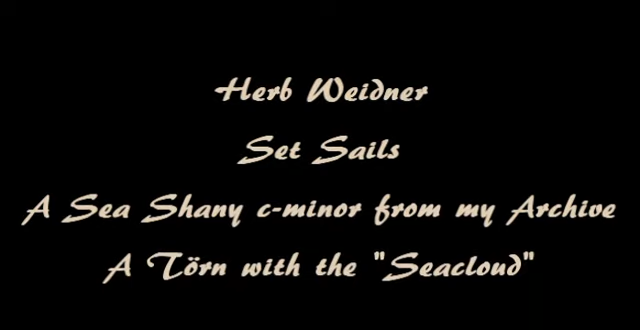 Herb Weidner
Set Sails
A Sea Shany c-minor from my Archive
A Törn with the "Seacloud"